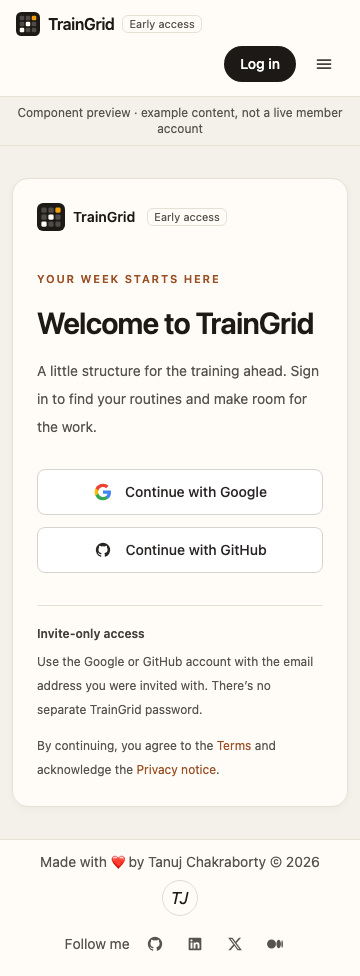 TrainGrid Early access
Log in
Component preview · example content, not a live member
account
TrainGrid Early access
YOUR WEEK STARTS HERE
Welcome to TrainGrid
A little structure for the training ahead. Sign
in to find your routines and make room for
the work.
Continue with Google
Continue with GitHub
Invite-only access
Use the Google or GitHub account with the email
address you were invited with. There’s no
separate TrainGrid password.
By continuing, you agree to the Terms and
acknowledge the Privacy notice.
Made with ❤️ by Tanuj Chakraborty © 2026
TJ
Follow me